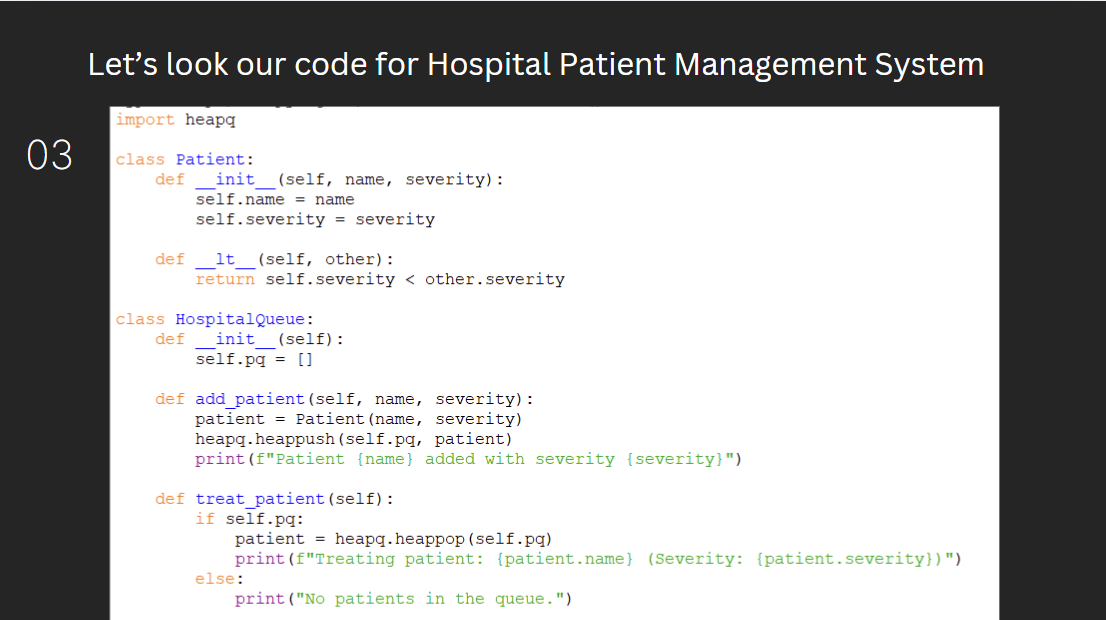 Let’s look our code for Hospital Patient Management System
03
import heapq
class Patient:
    def __init__(self, name, severity):
        self.name = name
        self.severity = severity
    def __lt__(self, other):
        return self.severity < other.severity
class HospitalQueue:
    def __init__(self):
        self.pq = []
    def add_patient(self, name, severity):
        patient = Patient(name, severity)
        heapq.heappush(self.pq, patient)
        print(f"Patient {name} added with severity {severity}")
    def treat_patient(self):
        if self.pq:
            patient = heapq.heappop(self.pq)
            print(f"Treating patient: {patient.name} (Severity: {patient.severity})")
        else:
            print("No patients in the queue.")